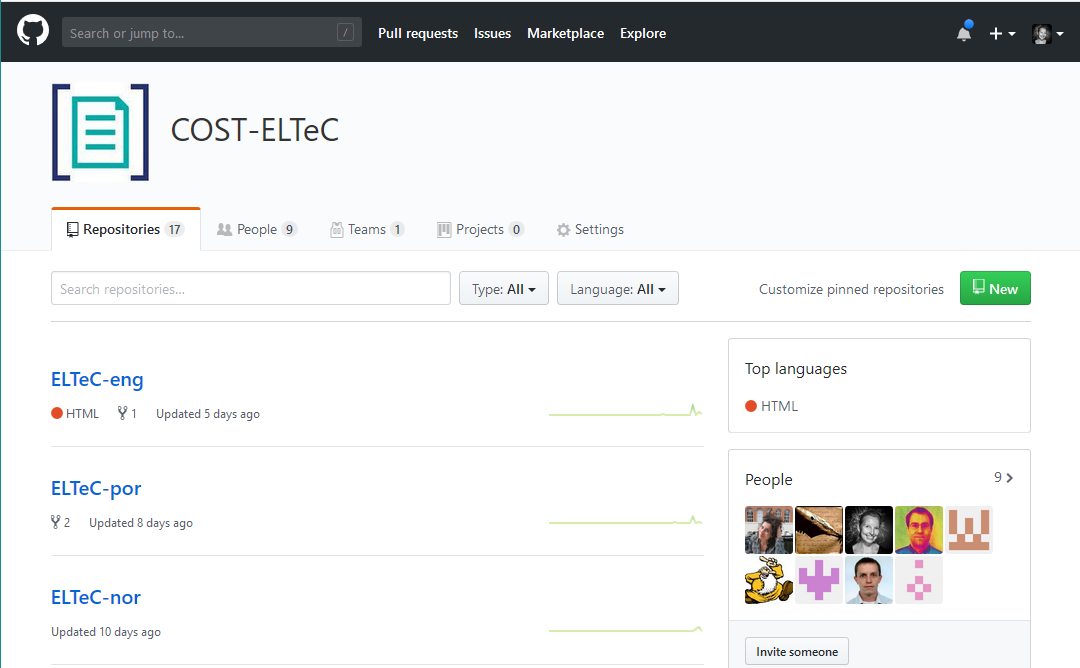 Search or jump to... / Pull requests Issues Marketplace Explore
COST-ELTeC
Repositories 17 People 9 Teams 1 Projects 0 Settings
Search repositories... Type: All Language: All Customize pinned repositories New
ELTeC-eng
HTML 1 Updated 5 days ago
ELTeC-por
2 Updated 8 days ago
ELTeC-nor
Updated 10 days ago
Top languages
HTML
People 9
Invite someone